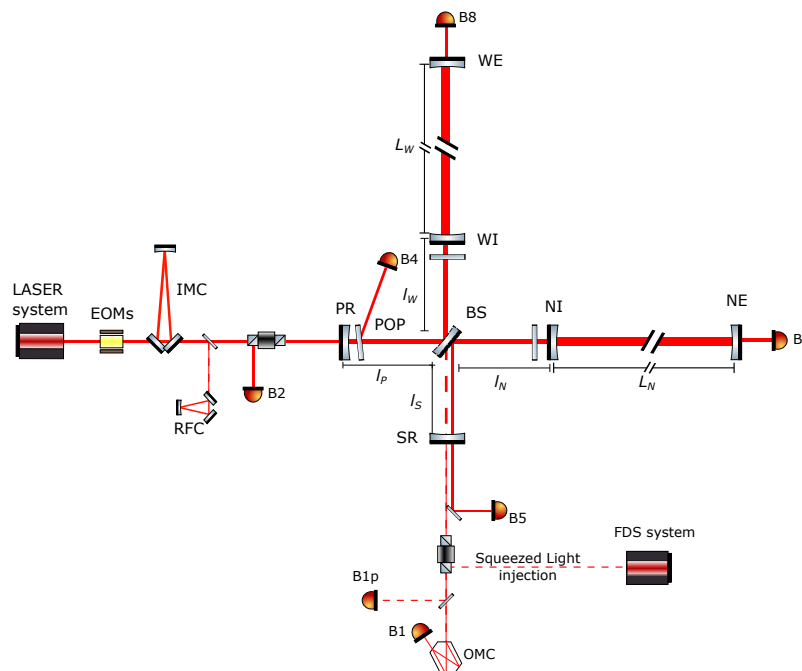 B8
WE
L_W
WI
LASER
system
EOMs
IMC
B4
l_W
PR
POP
BS
NI
NE
B
B2
RFC
l_P
l_S
l_N
L_N
SR
B5
FDS system
Squeezed Light
injection
B1p
B1
OMC